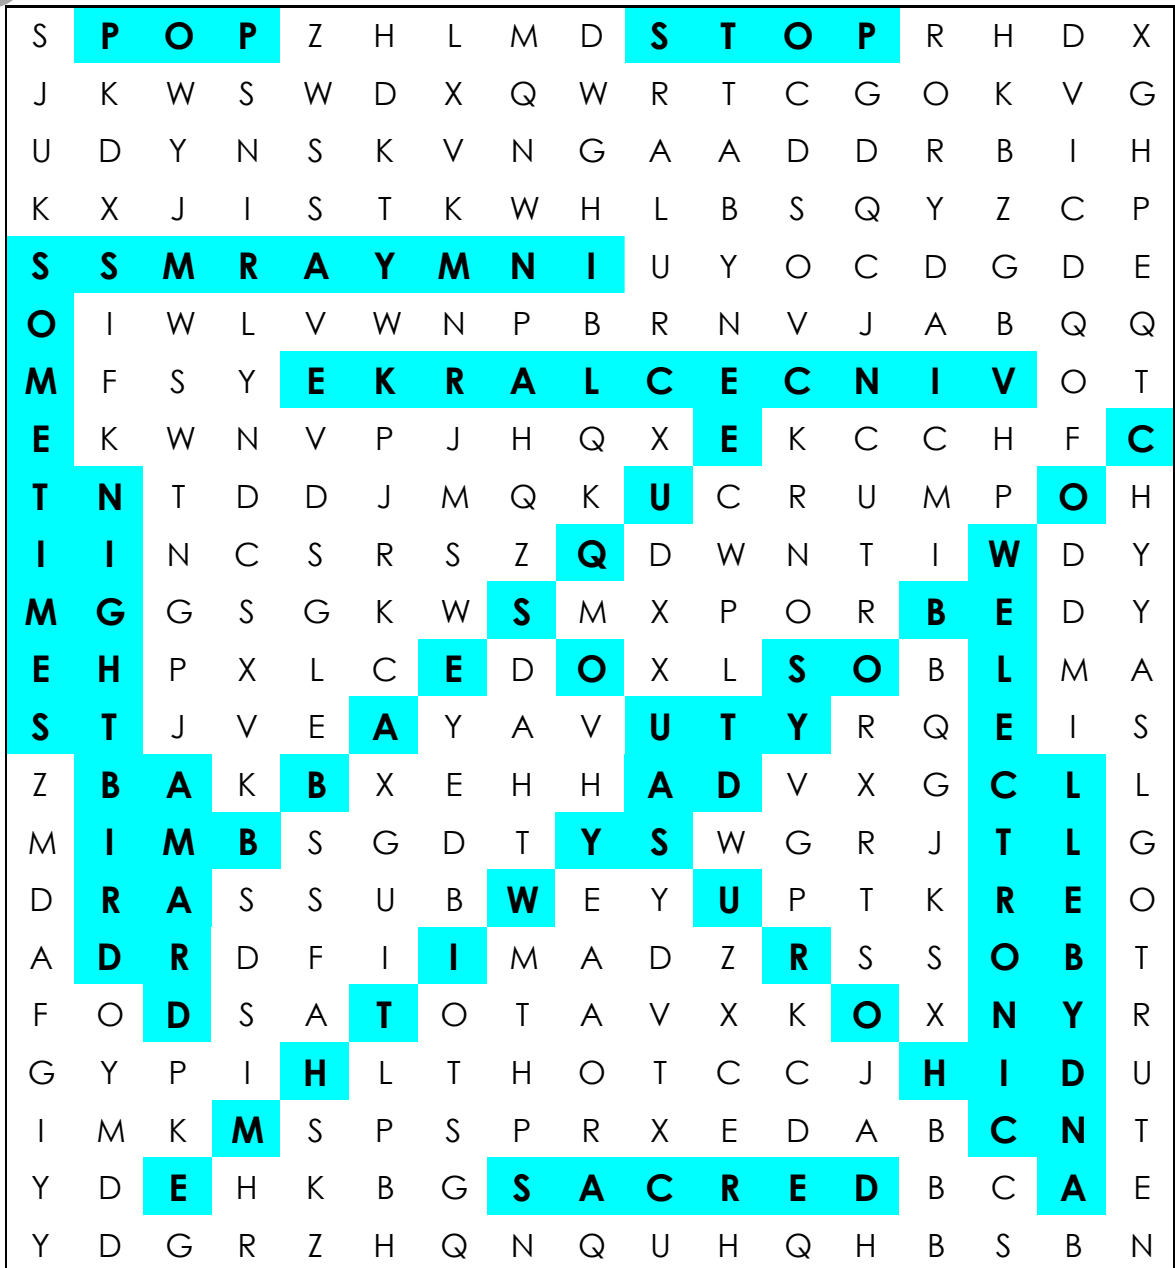 S P O P Z H L M D S T O P R H D X
J K W S W D X Q W R T C G O K V G
U D Y N S K V N G A A D D R B I H
K X J I S T K W H L B S Q Y Z C P
S S M R A Y M N I U Y O C D G D E
O I W L V W N P B R N V J A B Q Q
M F S Y E K R A L C E C N I V O T
E K W N V P J H Q X E K C C H F C
T N T D D J M Q K U C R U M P O H
I I N C S R S Z Q D W N T I W D Y
M G G S G K W S M X P O R B E D Y
E H P X L C E D O X L S O B L M A
S T J V E A Y A V U T Y R Q E I S
Z B A K B X E H H A D V X G C L L
M I M B S G D T Y S W G R J T L G
D R A S S U B W E Y U P T K R E O
A D R D F I I M A D Z R S S O B T
F O D S A T O T A V X K O X N Y R
G Y P I H L T H O T C C J H I D U
I M K M S P S P R X E D A B C N T
Y D E H K B G S A C R E D B C A E
Y D G R Z H Q N Q U H Q H B S B N